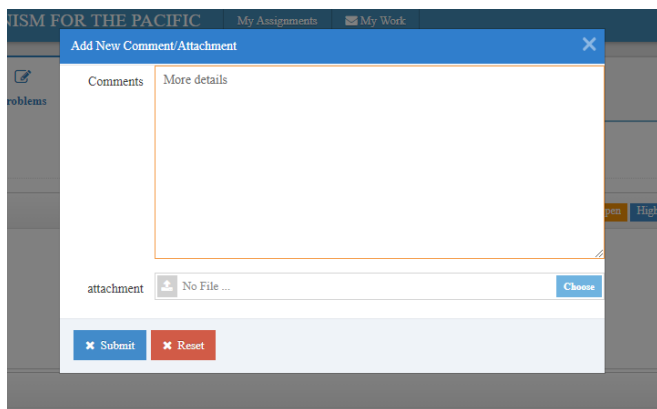 NISM FOR THE PACIFIC My Assignments My Work
Add New Comment/Attachment
Comments
More details
roblems
pen High
attachment No File ... Choose
Submit Reset